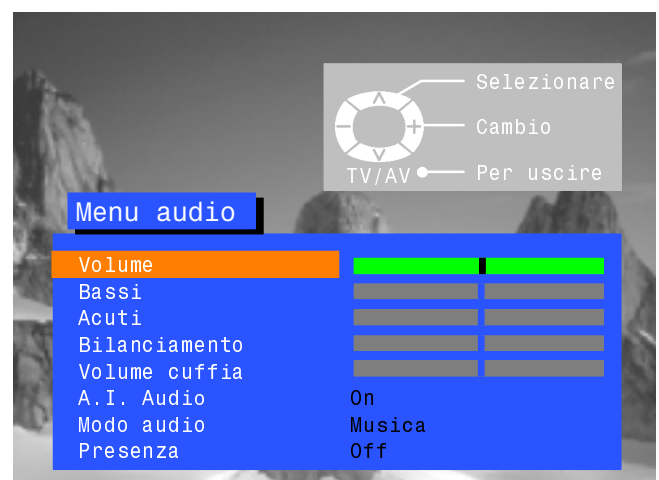 Selezionare
Cambio
TV/AV Per uscire
Menu audio
Volume
Bassi
Acuti
Bilanciamento
Volume cuffia
A.I. Audio On
Modo audio Musica
Presenza Off